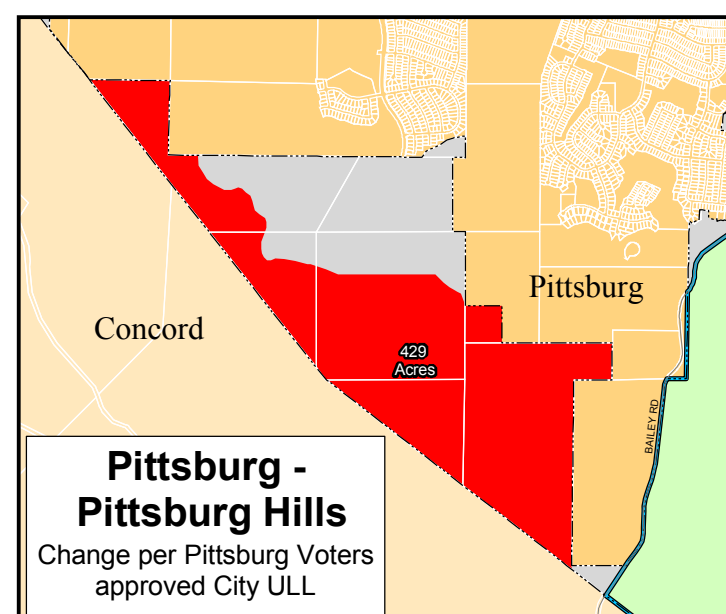 Pittsburg
Concord
429
Acres
BAILEY RD
Pittsburg -
Pittsburg Hills
Change per Pittsburg Voters
approved City ULL